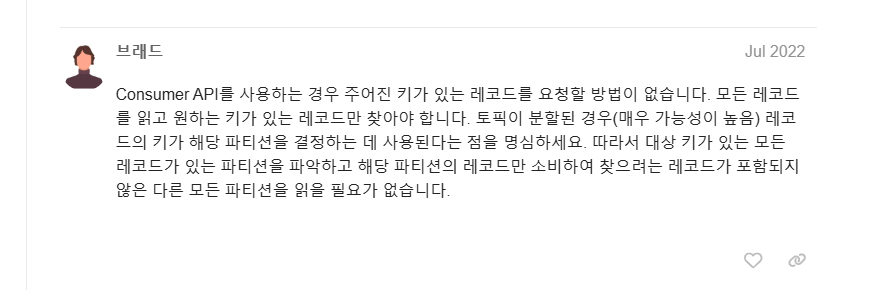 브래드
Jul 2022
Consumer API를 사용하는 경우 주어진 키가 있는 레코드를 요청할 방법이 없습니다. 모든 레코드
를 읽고 원하는 키가 있는 레코드만 찾아야 합니다. 토픽이 분할된 경우(매우 가능성이 높음) 레코
드의 키가 해당 파티션을 결정하는 데 사용된다는 점을 명심하세요. 따라서 대상 키가 있는 모든
레코드가 있는 파티션을 파악하고 해당 파티션의 레코드만 소비하여 찾으려는 레코드가 포함되지
않은 다른 모든 파티션을 읽을 필요가 없습니다.